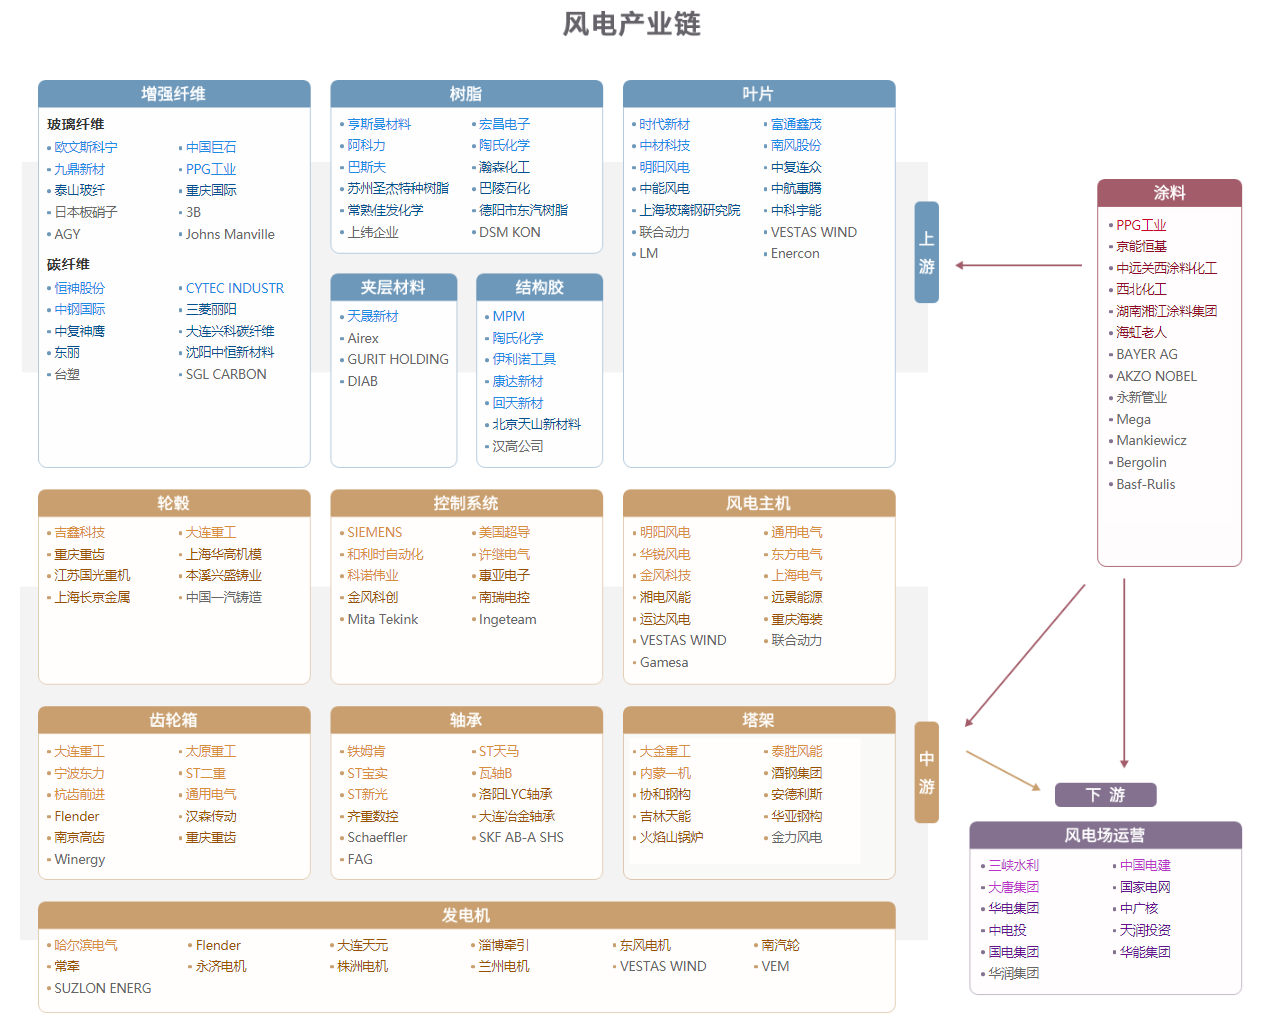 风电产业链
增强纤维
玻璃纤维
欧文斯科宁
中国巨石
九鼎新材
PPG工业
泰山玻纤
重庆国际
日本板硝子
3B
AGY
Johns Manville
碳纤维
恒神股份
CYTEC INDUSTR
中钢国际
三菱丽阳
中复神鹰
大连兴科碳纤维
东丽
沈阳中恒新材料
台塑
SGL CARBON
树脂
亨斯曼材料
宏昌电子
阿科力
陶氏化学
巴斯夫
瀚森化工
苏州圣杰特种树脂
巴陵石化
常熟佳发化学
德阳市东汽树脂
上纬企业
DSM KON
夹层材料
天晟新材
Airex
GURIT HOLDING
DIAB
结构胶
MPM
陶氏化学
伊利诺工具
康达新材
回天新材
北京天山新材料
汉高公司
叶片
时代新材
富通鑫茂
中材科技
南风股份
明阳风电
中复连众
中能风电
中航惠腾
上海玻璃钢研究院
中科宇能
联合动力
VESTAS WIND
LM
Enercon
上游
涂料
PPG工业
京能恒基
中远关西涂料化工
西北化工
湖南湘江涂料集团
海虹老人
BAYER AG
AKZO NOBEL
永新管业
Mega
Mankiewicz
Bergolin
Basf-Rulis
轮毂
吉鑫科技
大连重工
重庆重齿
上海华高机模
江苏国光重机
本溪兴盛铸业
上海长京金属
中国一汽铸造
控制系统
SIEMENS
美国超导
和利时自动化
许继电气
科诺伟业
惠亚电子
金风科创
南瑞电控
Mita Tekink
Ingeteam
风电主机
明阳风电
通用电气
华锐风电
东方电气
金风科技
上海电气
湘电风能
远景能源
运达风电
重庆海装
VESTAS WIND
联合动力
Gamesa
齿轮箱
大连重工
太原重工
宁波东力
ST二重
杭齿前进
通用电气
Flender
汉森传动
南京高齿
重庆重齿
Winergy
轴承
铁姆肯
ST天马
ST宝实
瓦轴B
ST新光
洛阳LYC轴承
齐重数控
大连冶金轴承
Schaeffler
SKF AB-A SHS
FAG
塔架
大金重工
泰胜风能
内蒙一机
酒钢集团
协和钢构
安德利斯
吉林天能
华亚钢构
火焰山锅炉
金力风电
中游
发电机
哈尔滨电气
Flender
大连天元
淄博牵引
东风电机
南汽轮
常牵
永济电机
株洲电机
兰州电机
VESTAS WIND
VEM
SUZLON ENERG
下游
风电场运营
三峡水利
中国电建
大唐集团
国家电网
华电集团
中广核
中电投
天润投资
国电集团
华能集团
华润集团